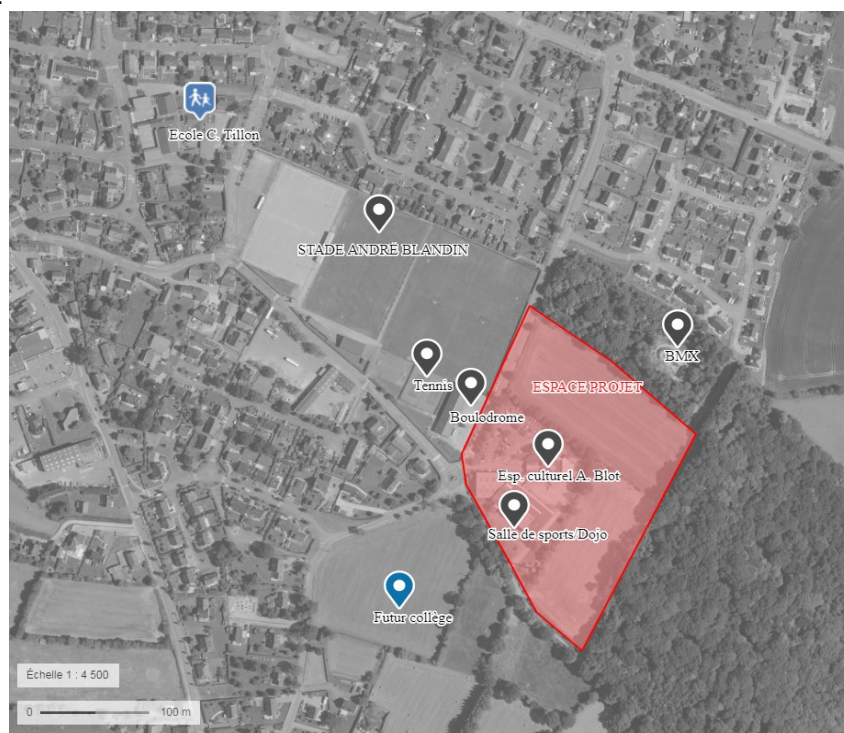 Ecole C. Tillon
STADE ANDRÉ BLANDIN
BMX
Tennis
ESPACE PROJET
Boulodrome
Esp. culturel A. Blot
Salle de sports/Dojo
Futur collège
Échelle 1 : 4 500
0 100 m